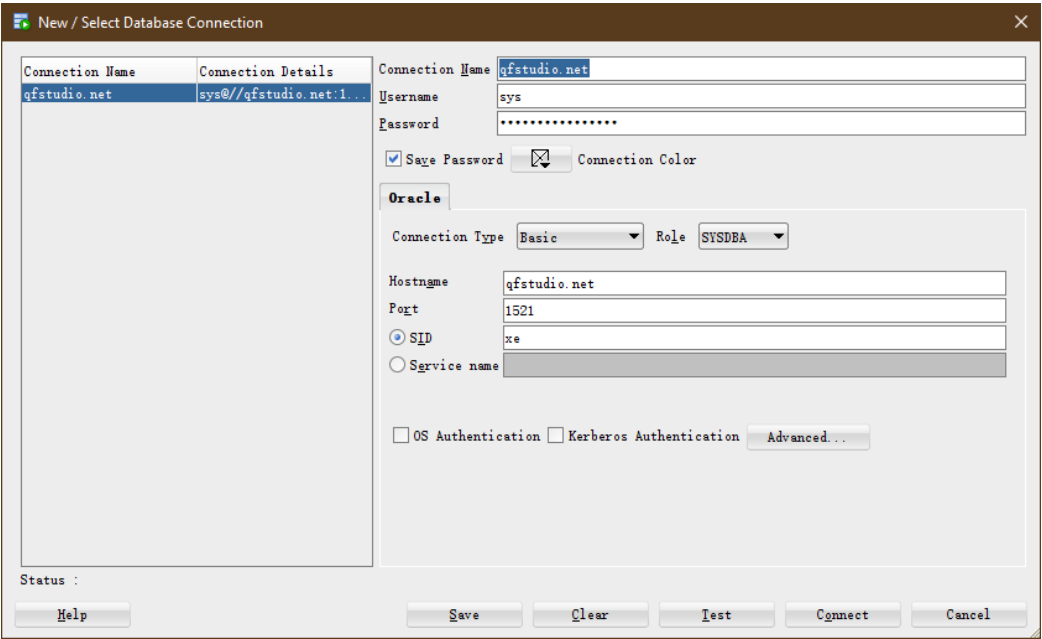 New / Select Database Connection
Connection Name Connection Details
qfstudio.net sys@//qfstudio.net:1...
Connection Name qfstudio.net
Username sys
Password ••••••••••••••••
Save Password Connection Color
Oracle
Connection Type Basic Role SYSDBA
Hostname qfstudio.net
Port 1521
SID xe
Service name
OS Authentication Kerberos Authentication Advanced...
Status :
Help Save Clear Test Connect Cancel